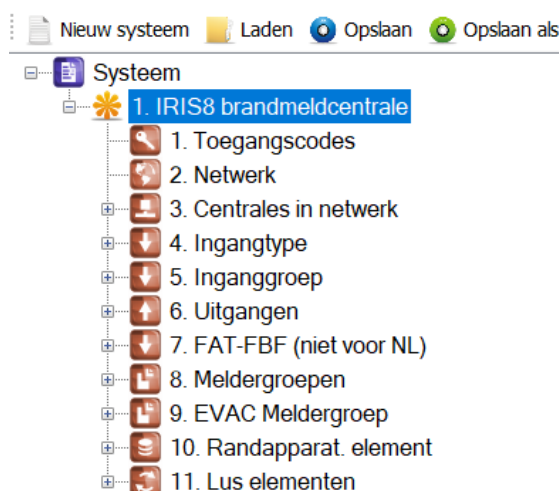 Nieuw systeem Laden Opslaan Opslaan als
Systeem
1. IRIS8 brandmeldcentrale
1. Toegangscodes
2. Netwerk
3. Centrales in netwerk
4. Ingangtype
5. Inganggroep
6. Uitgangen
7. FAT-FBF (niet voor NL)
8. Meldergroepen
9. EVAC Meldergroep
10. Randapparat. element
11. Lus elementen